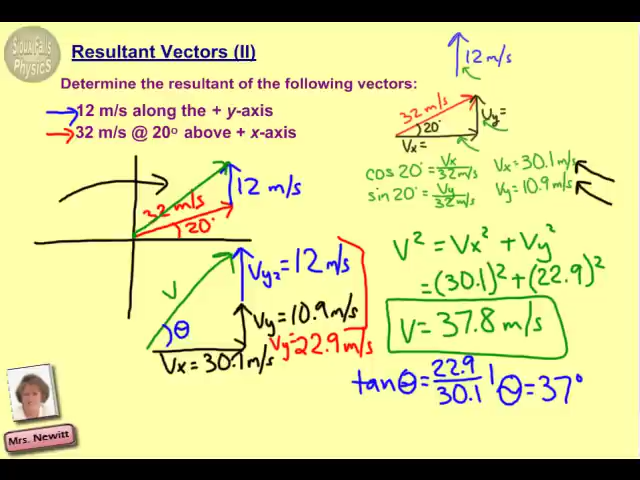 Sioux Falls
Physics
Resultant Vectors (II)
Determine the resultant of the following vectors:
12 m/s along the + y-axis
32 m/s @ 20° above + x-axis
12 m/s
32 m/s
20°
Vx =
Vy =
cos 20° = Vx/32 m/s
Vx = 30.1 m/s
sin 20° = Vy/32 m/s
Vy = 10.9 m/s
12 m/s
32 m/s
20°
V
θ
Vy2 = 12 m/s
Vy = 10.9 m/s
Vy = 22.9 m/s
Vx = 30.1 m/s
V² = Vx² + Vy²
= (30.1)² + (22.9)²
V = 37.8 m/s
tan θ = 22.9/30.1
θ = 37°
Mrs. Newitt